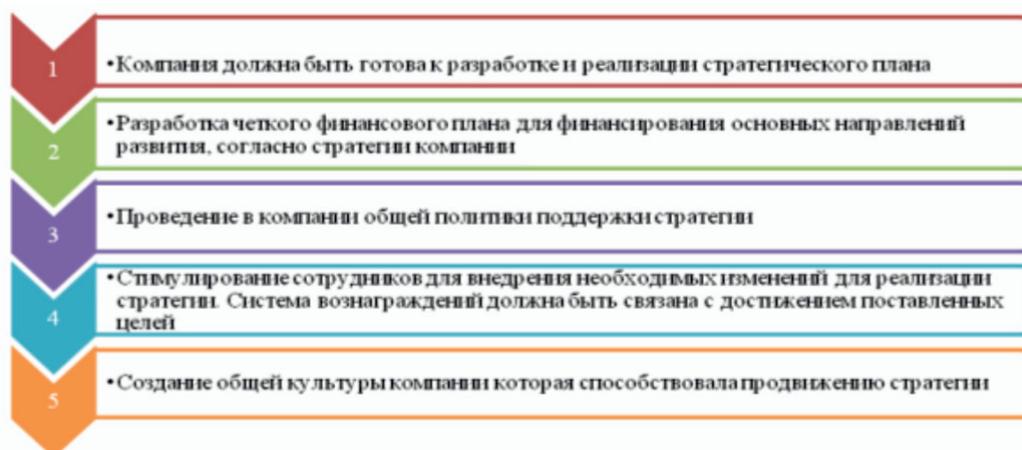 1
•Компания должна быть готова к разработке и реализации стратегического плана
2
•Разработка четкого финансового плана для финансирования основных направлений
развития, согласно стратегии компании
3
•Проведение в компании общей политики поддержки стратегии
4
•Стимулирование сотрудников для внедрения необходимых изменений для реализации
стратегии. Система вознаграждений должна быть связана с достижением поставленных
целей
5
•Создание общей культуры компании которая способствовала продвижению стратегии